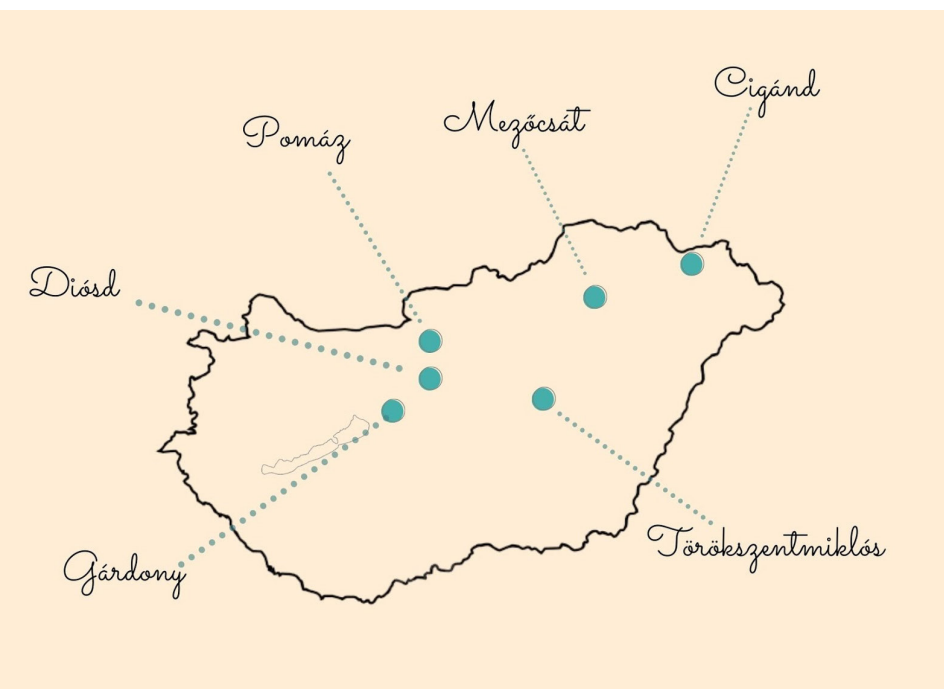 Cigánd
Mezőcsát
Pomáz
Diósd
Törökszentmiklós
Gárdony